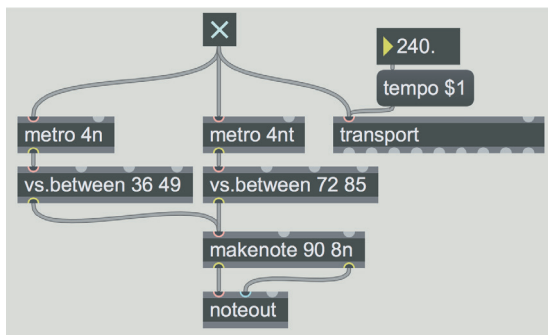 240.
tempo $1
metro 4n
metro 4nt
transport
vs.between 36 49
vs.between 72 85
makenote 90 8n
noteout